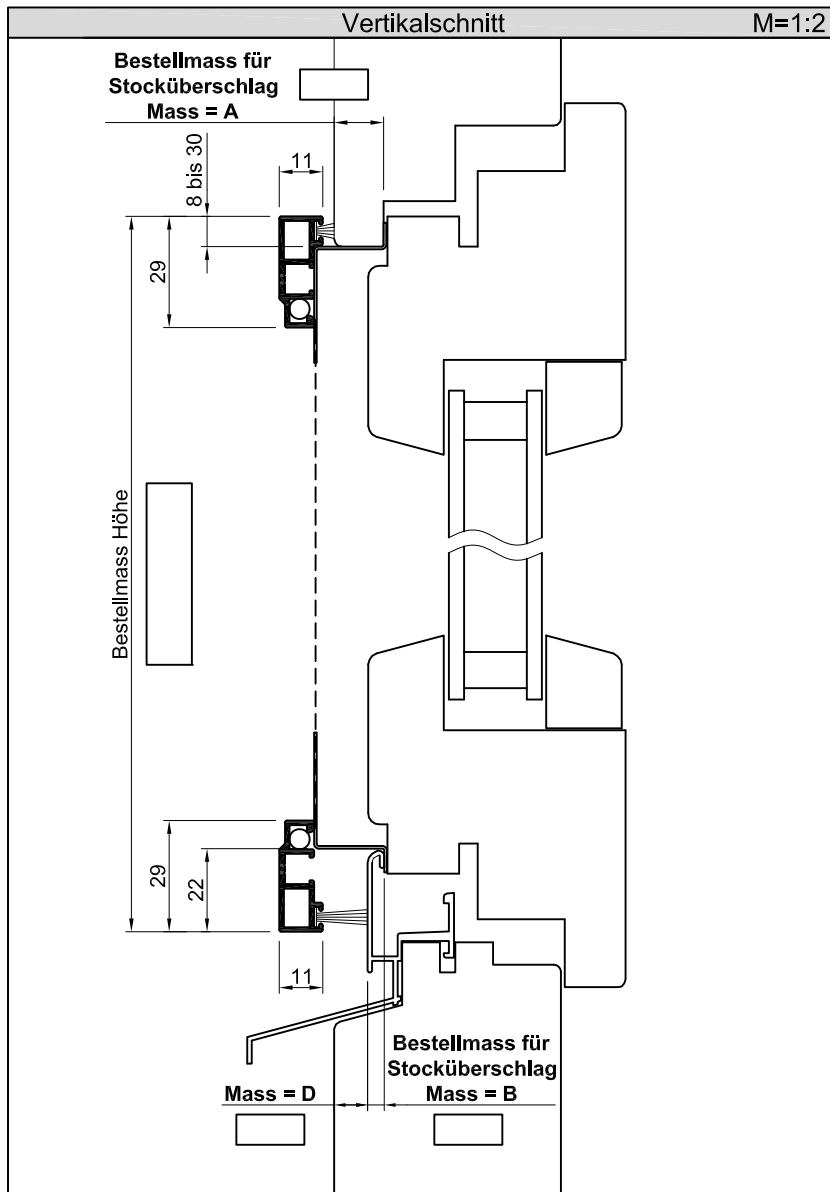 Vertikalschnitt M=1:2
Bestellmass für
Stocküberschlag
Mass = A
8 bis 30
11
29
Bestellmass Höhe
29
22
11
Bestellmass für
Stocküberschlag
Mass = D Mass = B